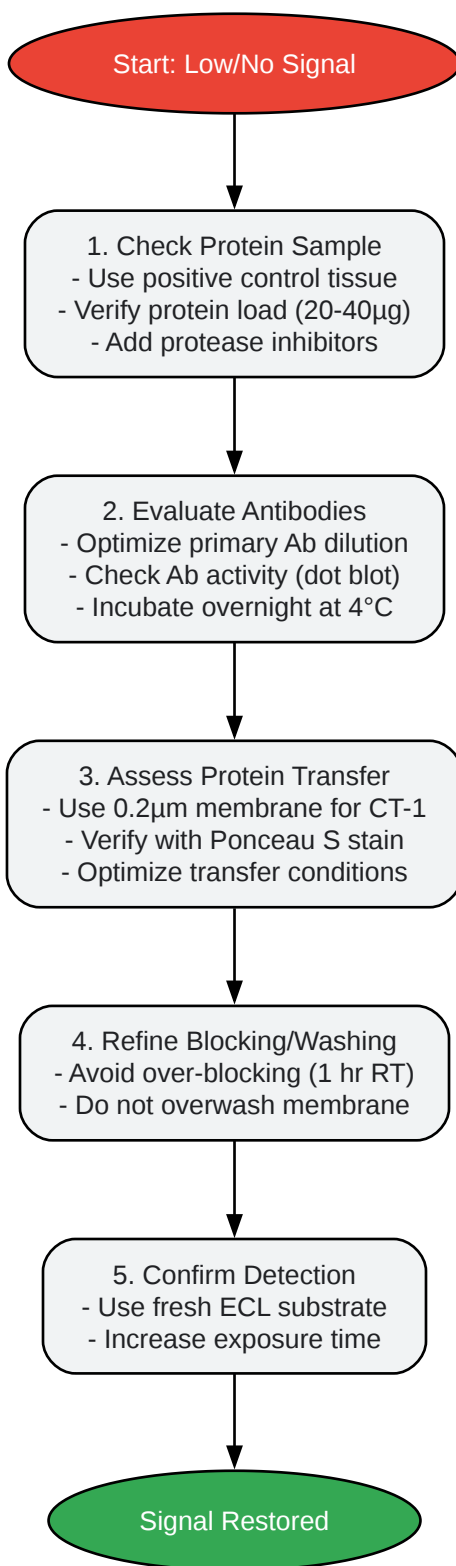 Start: Low/No Signal
1. Check Protein Sample
- Use positive control tissue
- Verify protein load (20-40µg)
- Add protease inhibitors
2. Evaluate Antibodies
- Optimize primary Ab dilution
- Check Ab activity (dot blot)
- Incubate overnight at 4°C
3. Assess Protein Transfer
- Use 0.2µm membrane for CT-1
- Verify with Ponceau S stain
- Optimize transfer conditions
4. Refine Blocking/Washing
- Avoid over-blocking (1 hr RT)
- Do not overwash membrane
5. Confirm Detection
- Use fresh ECL substrate
- Increase exposure time
Signal Restored